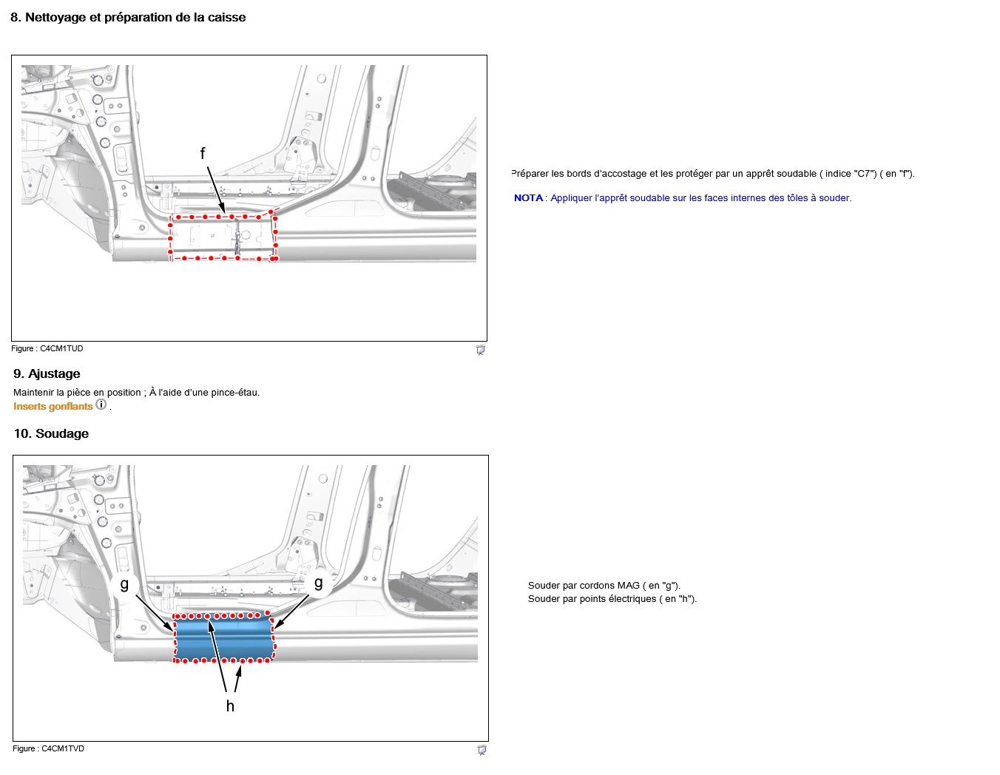 8. Nettoyage et préparation de la caisse
f
Préparer les bords d'accostage et les protéger par un apprêt soudable ( indice "C7") ( en "f").
NOTA : Appliquer l'apprêt soudable sur les faces internes des tôles à souder.
Figure : C4CM1TUD
9. Ajustage
Maintenir la pièce en position ; À l'aide d'une pince-étau.
Inserts gonflants i .
10. Soudage
g
g
h
Souder par cordons MAG ( en "g").
Souder par points électriques ( en "h").
Figure : C4CM1TVD